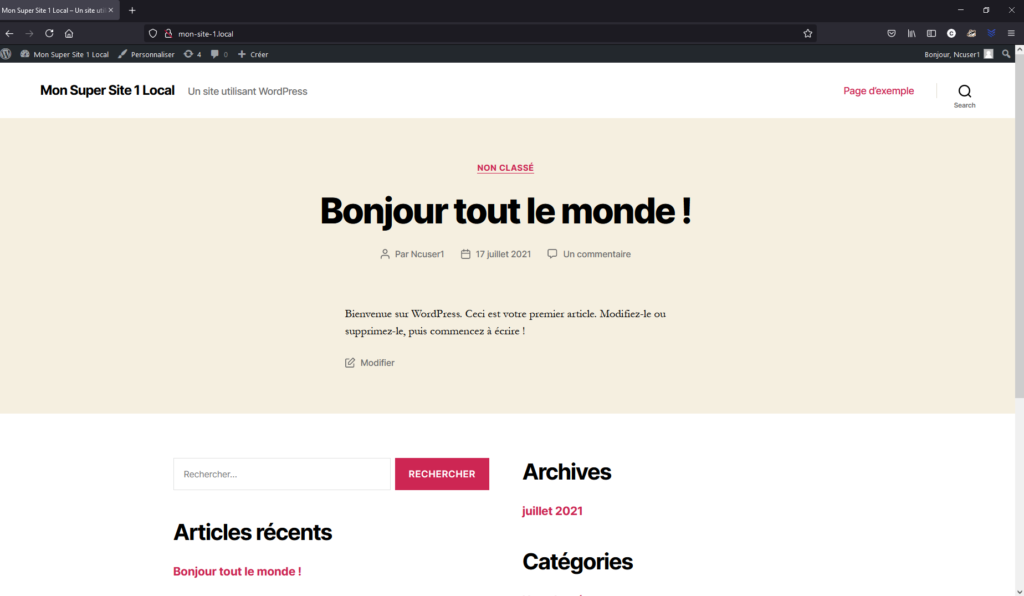 Mon Super Site 1 Local – Un site uti
mon-site-1.local
Mon Super Site 1 Local Personnaliser 4 0 Créer Bonjour, Ncuser1
Mon Super Site 1 Local Un site utilisant WordPress Page d'exemple
Search
NON CLASSÉ
Bonjour tout le monde !
Par Ncuser1 17 juillet 2021 Un commentaire
Bienvenue sur WordPress. Ceci est votre premier article. Modifiez-le ou
supprimez-le, puis commencez à écrire !
Modifier
Rechercher... RECHERCHER
Articles récents
Bonjour tout le monde !
Archives
juillet 2021
Catégories